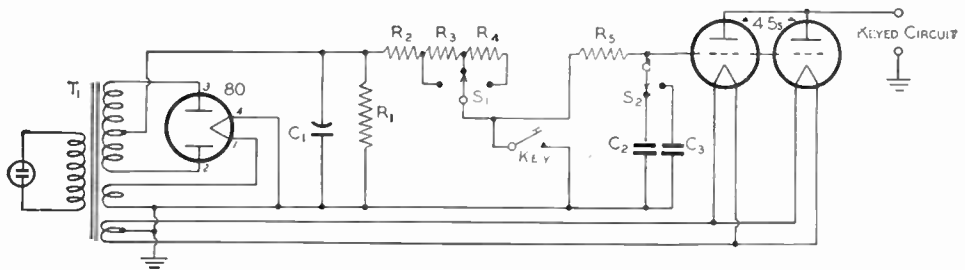 T1
3
80
4
1
2
C1
R1
R2
R3
R4
S1
KEY
R5
S2
C2
C3
45s
KEYED CIRCUIT